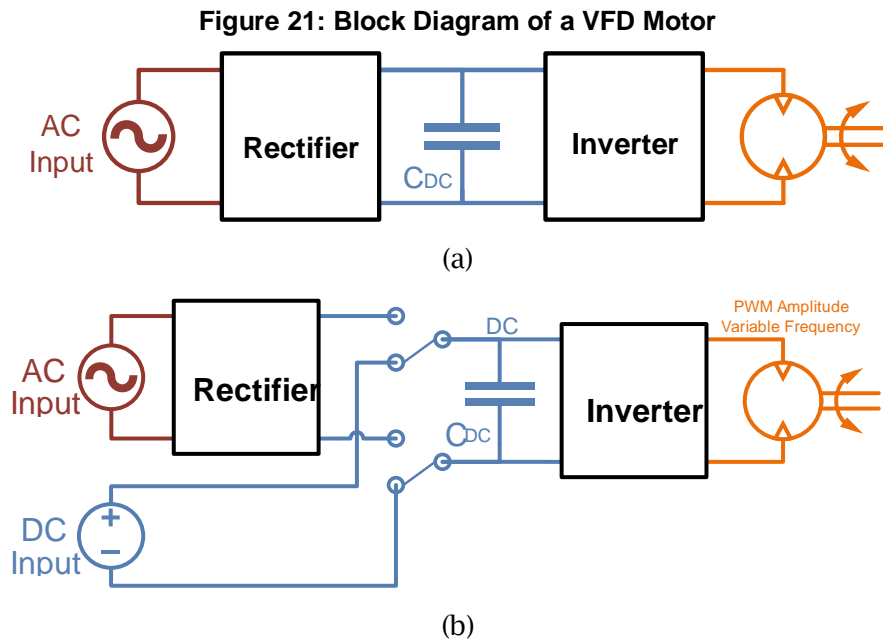 Figure 21: Block Diagram of a VFD Motor
AC
Input
Rectifier
CDC
Inverter
(a)
PWM Amplitude
Variable Frequency
DC
AC
Input
Rectifier
CDC
Inverter
DC
Input
(b)